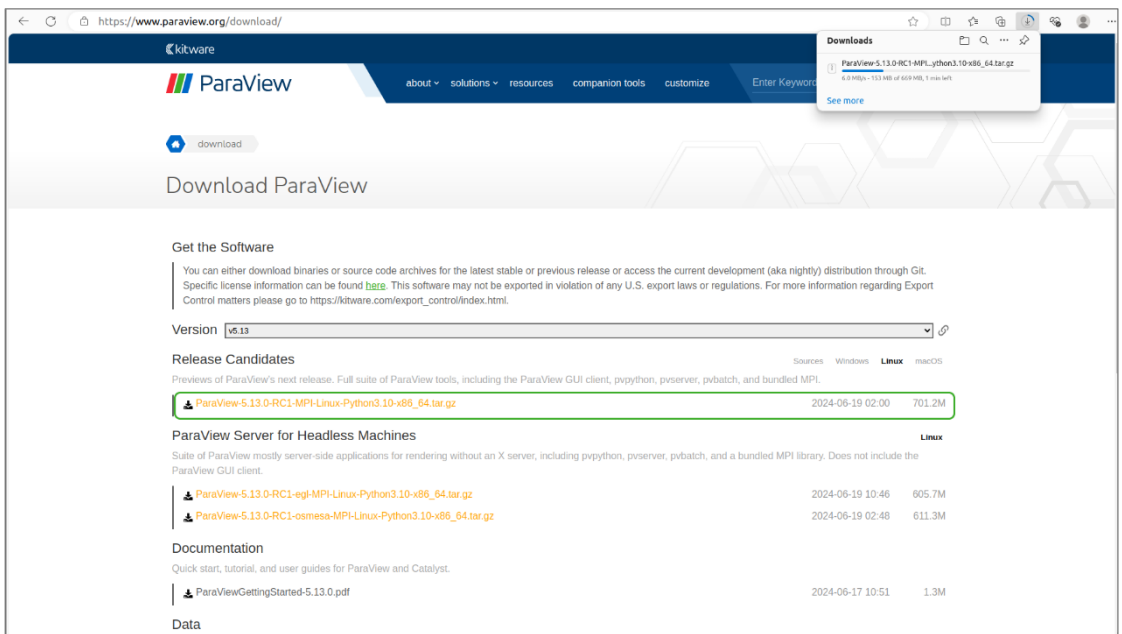 https://www.paraview.org/download/
Downloads
ParaView-5.13.0-RC1-MPI...ython3.10-x86_64.tar.gz
6.0 MB/s - 153 MB of 669 MB, 1 min left
See more
kitware
ParaView
about solutions resources companion tools customize Enter Keyword
download
Download ParaView
Get the Software
You can either download binaries or source code archives for the latest stable or previous release or access the current development (aka nightly) distribution through Git.
Specific license information can be found here. This software may not be exported in violation of any U.S. export laws or regulations. For more information regarding Export
Control matters please go to https://kitware.com/export_control/index.html.
Version v5.13
Release Candidates Sources Windows Linux macOS
Previews of ParaView's next release. Full suite of ParaView tools, including the ParaView GUI client, pvpython, pvserver, pvbatch, and bundled MPI.
ParaView-5.13.0-RC1-MPI-Linux-Python3.10-x86_64.tar.gz 2024-06-19 02:00 701.2M
ParaView Server for Headless Machines Linux
Suite of ParaView mostly server-side applications for rendering without an X server, including pvpython, pvserver, pvbatch, and a bundled MPI library. Does not include the
ParaView GUI client.
ParaView-5.13.0-RC1-egl-MPI-Linux-Python3.10-x86_64.tar.gz 2024-06-19 10:46 605.7M
ParaView-5.13.0-RC1-osmesa-MPI-Linux-Python3.10-x86_64.tar.gz 2024-06-19 02:48 611.3M
Documentation
Quick start, tutorial, and user guides for ParaView and Catalyst.
ParaViewGettingStarted-5.13.0.pdf 2024-06-17 10:51 1.3M
Data